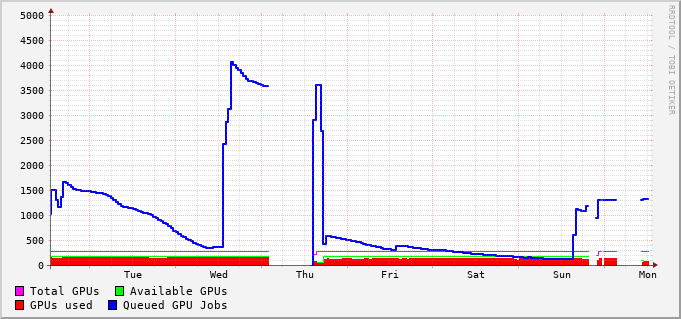 5000
4500
4000
3500
3000
2500
2000
1500
1000
500
0
Tue Wed Thu Fri Sat Sun Mon
Total GPUs Available GPUs
GPUs used Queued GPU Jobs
RRDTOOL / TOBI OETIKER